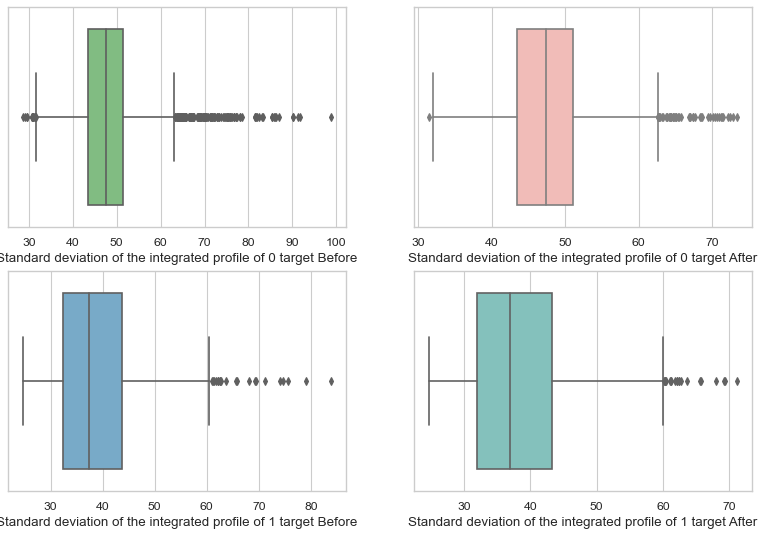 30 40 50 60 70 80 90 100
Standard deviation of the integrated profile of 0 target Before
30 40 50 60 70
Standard deviation of the integrated profile of 0 target After
30 40 50 60 70 80
Standard deviation of the integrated profile of 1 target Before
30 40 50 60 70
Standard deviation of the integrated profile of 1 target After